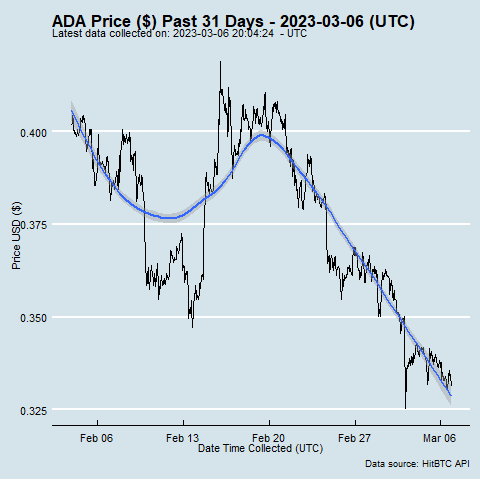 ADA Price ($) Past 31 Days - 2023-03-06 (UTC)
Latest data collected on: 2023-03-06 20:04:24 - UTC
0.400
0.375
0.350
0.325
Price USD ($)
Feb 06 Feb 13 Feb 20 Feb 27 Mar 06
Date Time Collected (UTC)
Data source: HitBTC API